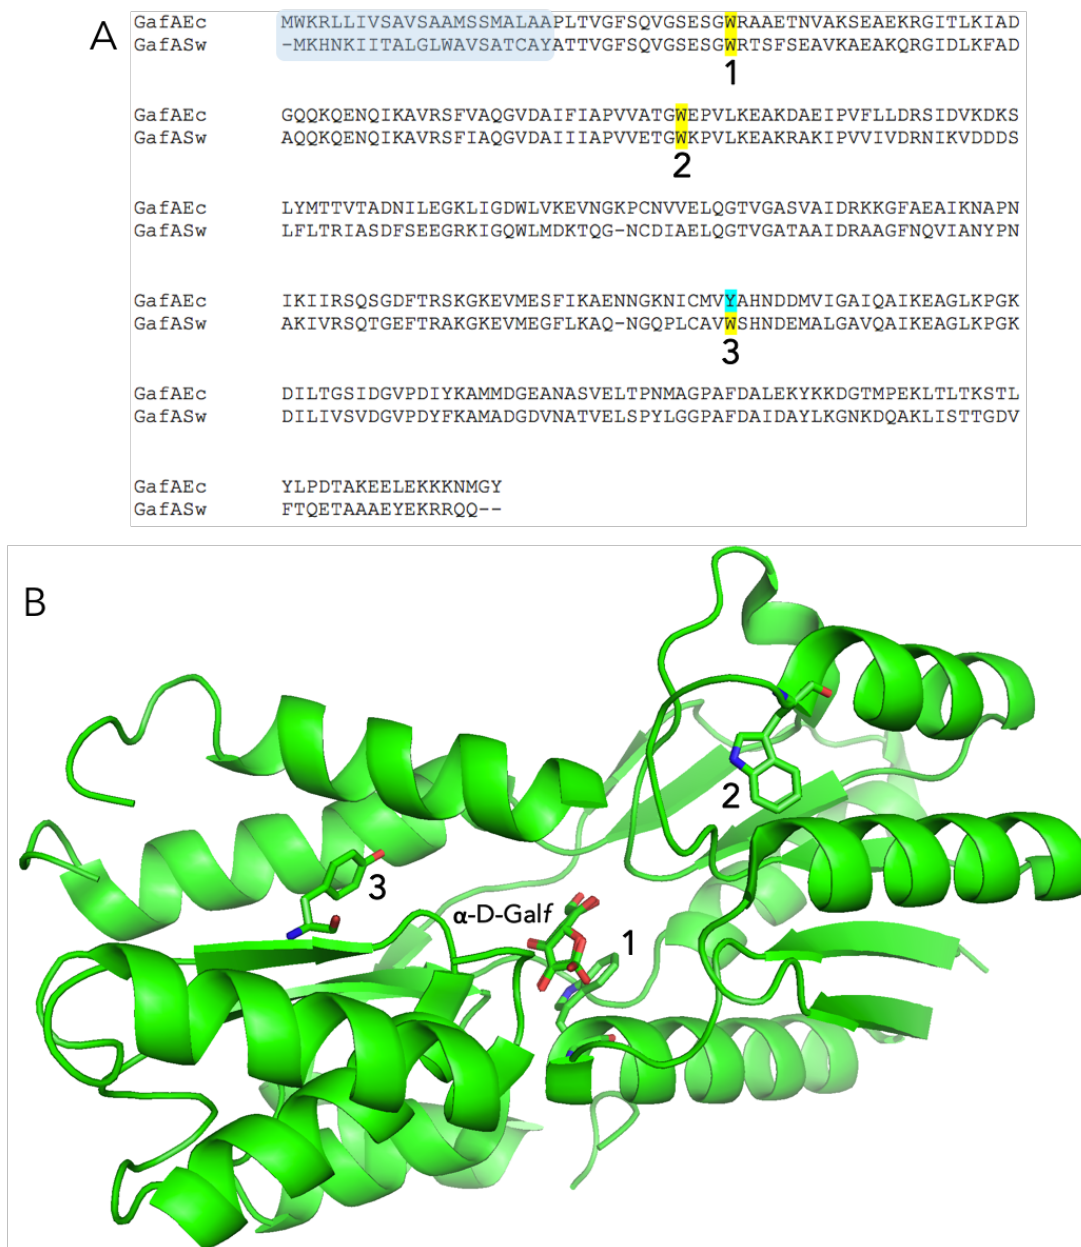 A
GafAEc MWKRLLIVSAVSAAMSSMALAAPLTVGFSQVGSESGWRAAETNVAKSEAEKRGITLKIAD
GafASw -MKHNKIITALGLWAVSATCAYATTVGFSQVGSESGWRTSFSEAVKAEAEKRGIDLKFAD
1
GafAEc GQQKQENQIKAVRSFVAQGVDAIFIAPVVATGWEPVLKEAKDAEIPVFLLDRSIDVKDKS
GafASw AQQKQENQIKAVRSFIAQGVDAIIIAPVVETGWKPVLKEAKRAKIPVVIVDRNIKVDDDS
2
GafAEc LYMTTVTADNILEGKLIGDWLVKEVNGKPCNVVELQGTVGASVAIDRKKGFAEAIKNAPN
GafASw LFLTRIASDFSEEGRKIGQWLMDKTQG-NCDIAELQGTVGATAAIDRAAGFNQVIANYPN
GafAEc IKIIRSQSGDFTRSKGKEVMESFIKAENNGKNICMVYAHNDDMVIGAIQAIKEAGLKPGK
GafASw AKIVRSQTGEFTRAKGKEVMEGFLKAQ-NGQPLCAVWSHNDEMALGAVQAIKEAGLKPGK
3
GafAEc DILTGSIDGVPDIYKAMMDGEANASVELTPNMAGPAFDALEKYKKDGTMPEKLTLTKSTL
GafASw DILIVSVDGVPDYFKAMADGDVNATVELSPYLGGPAFDAIDAYLKGNKDQAKLISTTGDV
GafAEc YLPDTAKEELEKKKNMGY
GafASw FTQETAAAEYEKRRQQ--
B
2
3
α-D-Galf
1